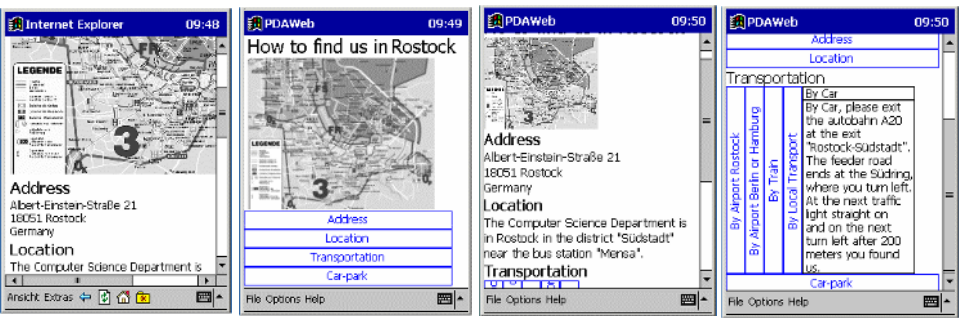 Internet Explorer 09:48
LEGENDE
FR
3
Address
Albert-Einstein-Straße 21
18051 Rostock
Germany
Location
The Computer Science Department is
Ansicht Extras
PDAWeb 09:49
How to find us in Rostock
FR
LEGENDE
3
Address
Location
Transportation
Car-park
File Options Help
PDAWeb 09:50
3
Address
Albert-Einstein-Straße 21
18051 Rostock
Germany
Location
The Computer Science Department is
in Rostock in the district "Südstadt"
near the bus station "Mensa".
Transportation
File Options Help
PDAWeb 09:50
Address
Location
Transportation
By Airport Rostock
By Airport Berlin or Hamburg
By Train
By Local Transport
By Car
By Car, please exit
the autobahn A20
at the exit
"Rostock-Südstadt".
The feeder road
ends at the Südring,
where you turn left.
At the next traffic
light straight on
and on the next
turn left after 200
meters you found
us.
Car-park
File Options Help